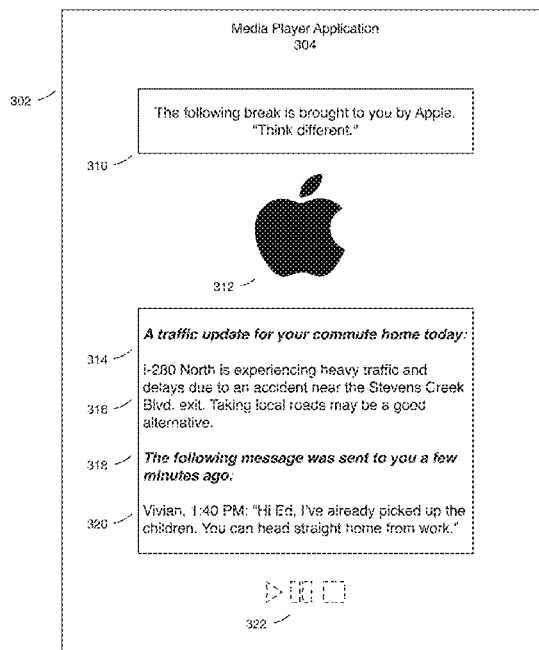 Media Player Application
304
302
The following break is brought to you by Apple.
"Think different."
310
312
A traffic update for your commute home today:
314
I-280 North is experiencing heavy traffic and
delays due to an accident near the Stevens Creek
316
Blvd. exit. Taking local roads may be a good
alternative.
318
The following message was sent to you a few
minutes ago:
320
Vivian, 1:40 PM: "Hi Ed, I've already picked up the
children. You can head straight home from work."
322